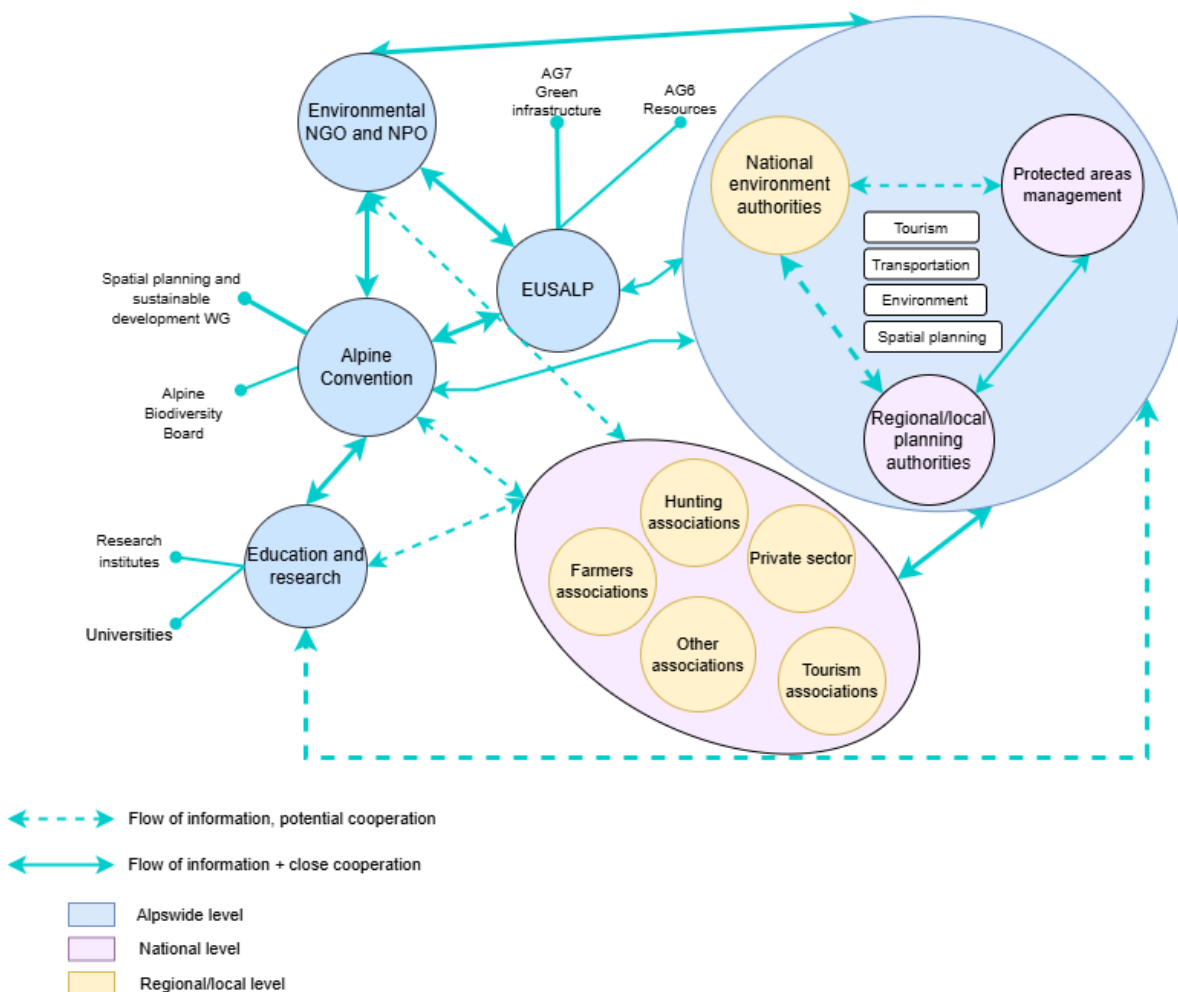 Environmental
NGO and NPO
AG7
Green
infrastructure
AG6
Resources
National
environment
authorities
Protected areas
management
Tourism
Transportation
Environment
Spatial planning
Regional/local
planning
authorities
EUSALP
Spatial planning and
sustainable
development WG
Alpine
Convention
Alpine
Biodiversity
Board
Education and
research
Research
institutes
Universities
Hunting
associations
Private sector
Farmers
associations
Other
associations
Tourism
associations
Flow of information, potential cooperation
Flow of information + close cooperation
Alpswide level
National level
Regional/local level